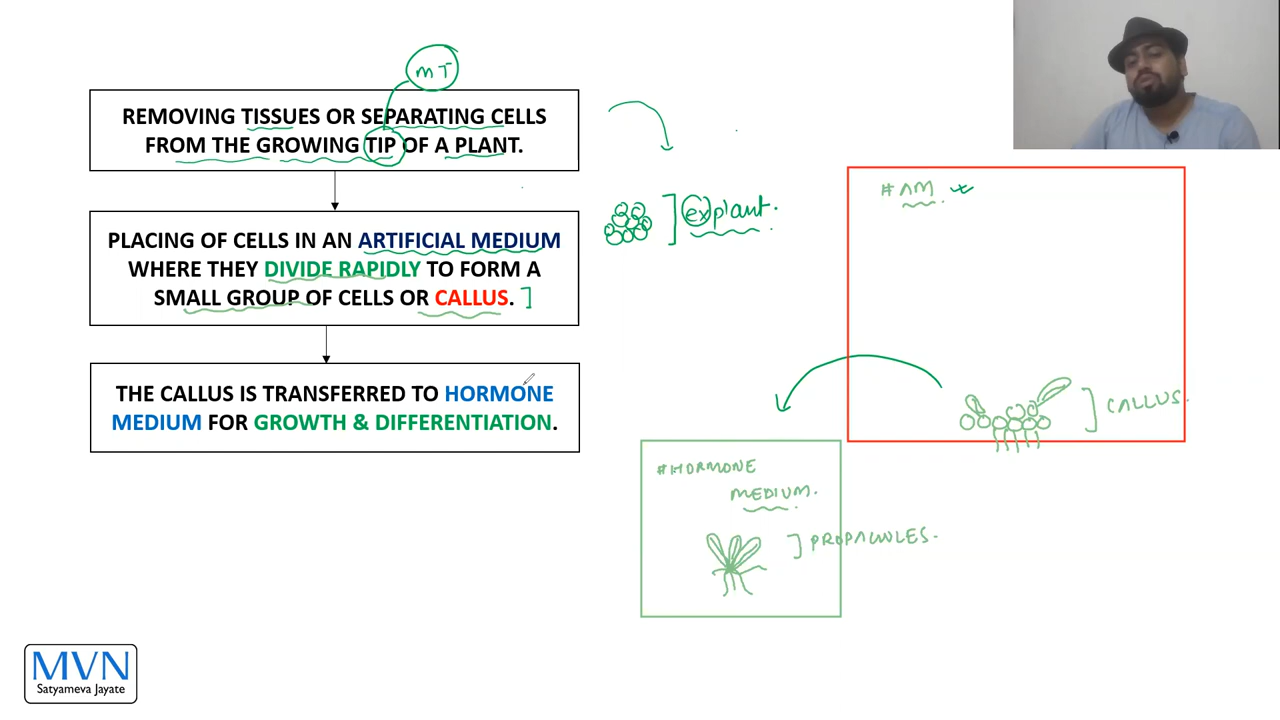 mT
REMOVING TISSUES OR SEPARATING CELLS
FROM THE GROWING TIP OF A PLANT.
PLACING OF CELLS IN AN ARTIFICIAL MEDIUM
WHERE THEY DIVIDE RAPIDLY TO FORM A
SMALL GROUP OF CELLS OR CALLUS.
THE CALLUS IS TRANSFERRED TO HORMONE
MEDIUM FOR GROWTH & DIFFERENTIATION.
explant.
#AM
CALLUS.
#HORMONE
MEDIUM.
PROPAGULES.
MVN
Satyameva Jayate